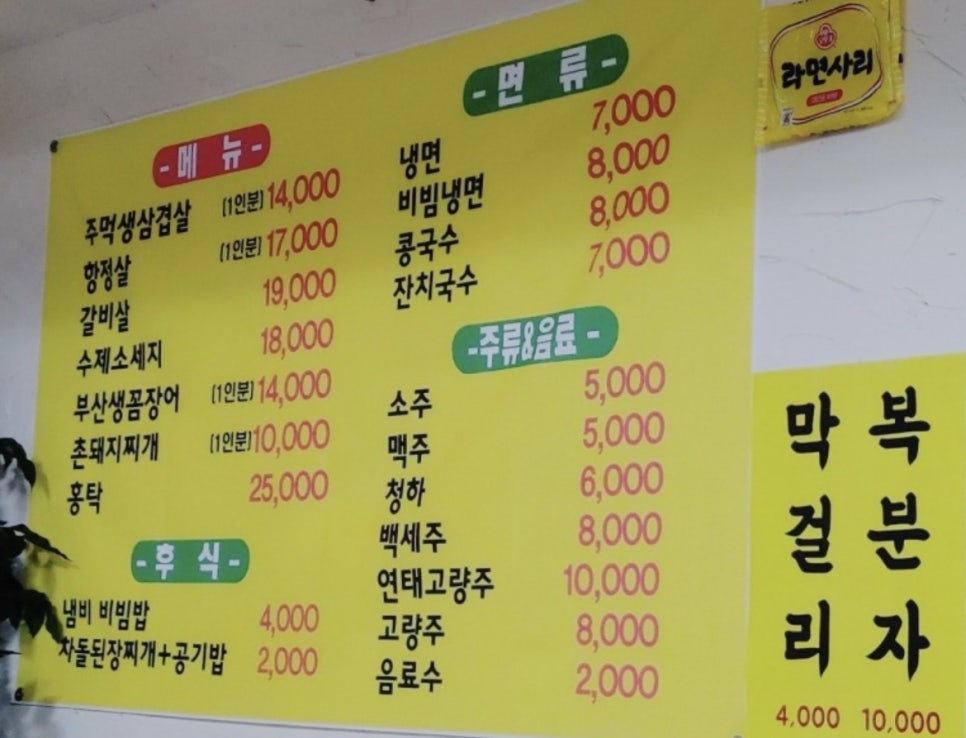 - 메 뉴 -
주먹생삼겹살 (1인분) 14,000
항정살 (1인분) 17,000
갈비살 19,000
수제소세지 18,000
부산생꼼장어 (1인분) 14,000
촌돼지찌개 (1인분) 10,000
홍탁 25,000
- 후 식 -
냄비 비빔밥 4,000
차돌된장찌개+공기밥 2,000
- 면 류 -
냉면 7,000
비빔냉면 8,000
콩국수 8,000
잔치국수 7,000
- 주류&음료 -
소주 5,000
맥주 5,000
청하 6,000
백세주 8,000
연태고량주 10,000
고량주 8,000
음료수 2,000
라면사리
막걸리 4,000
복분자 10,000